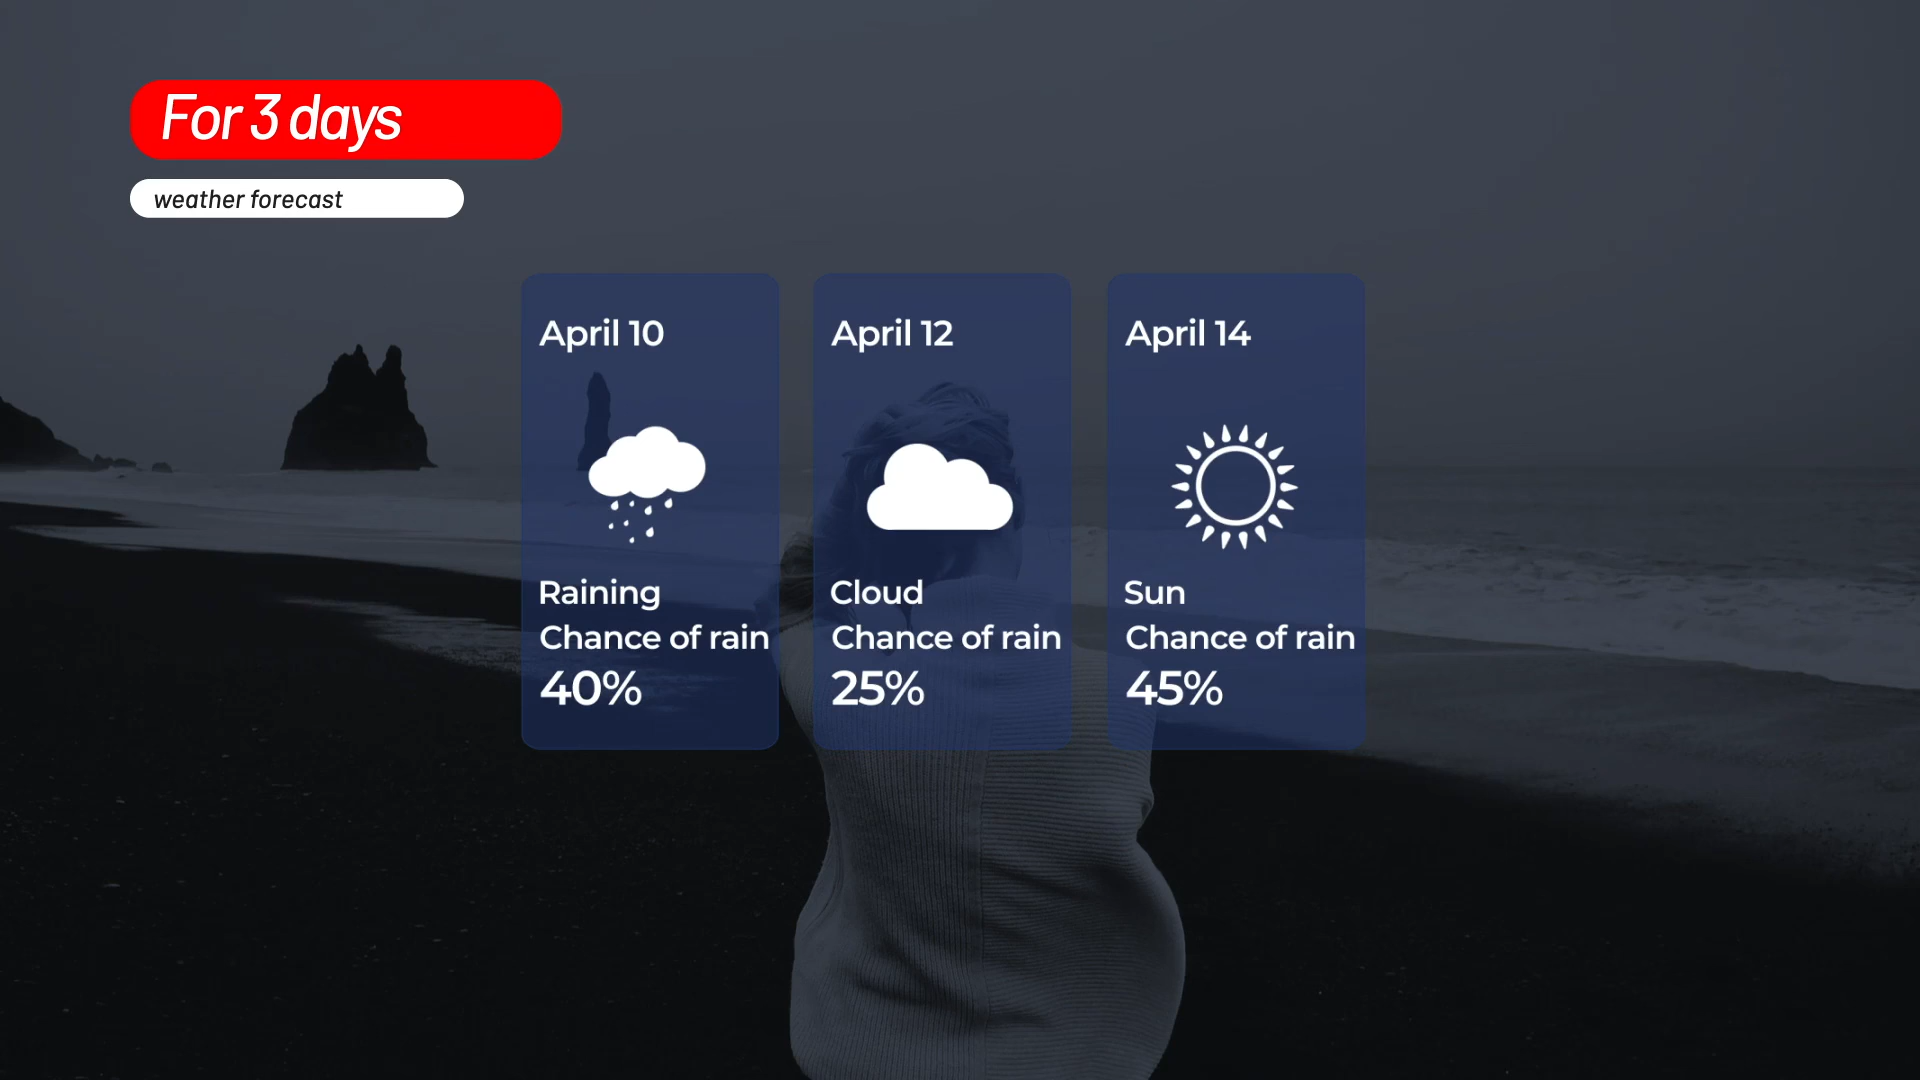 For 3 days
weather forecast
April 10
Raining
Chance of rain
40%
April 12
Cloud
Chance of rain
25%
April 14
Sun
Chance of rain
45%